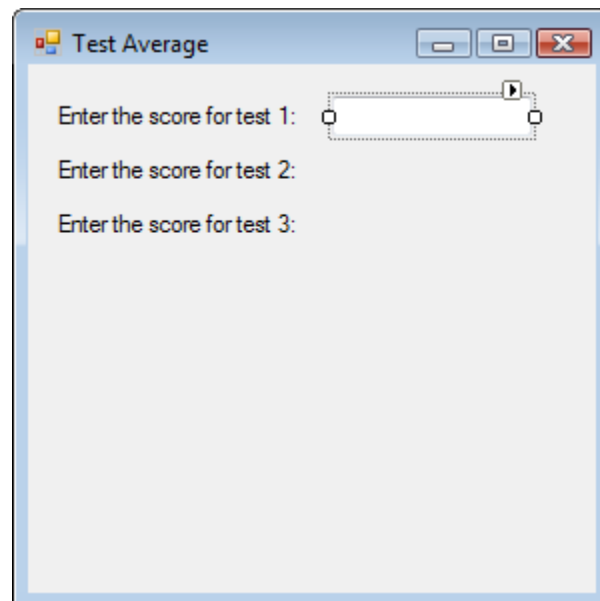 Test Average
Enter the score for test 1:
Enter the score for test 2:
Enter the score for test 3: